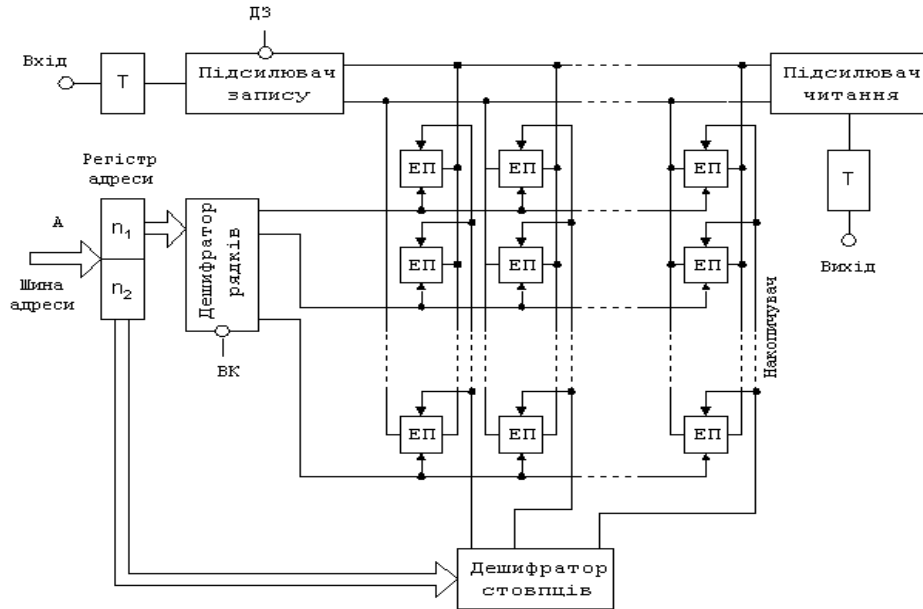 ДЗ
Вхід
Т
Підсилювач
запису
Підсилювач
читання
ЕП
ЕП
ЕП
Т
Регістр
адреси
А
n1
Дешифратор
рядків
ЕП
ЕП
ЕП
Вихід
Шина
адреси
n2
Накопичувач
ВК
ЕП
ЕП
ЕП
Дешифратор
стовпців